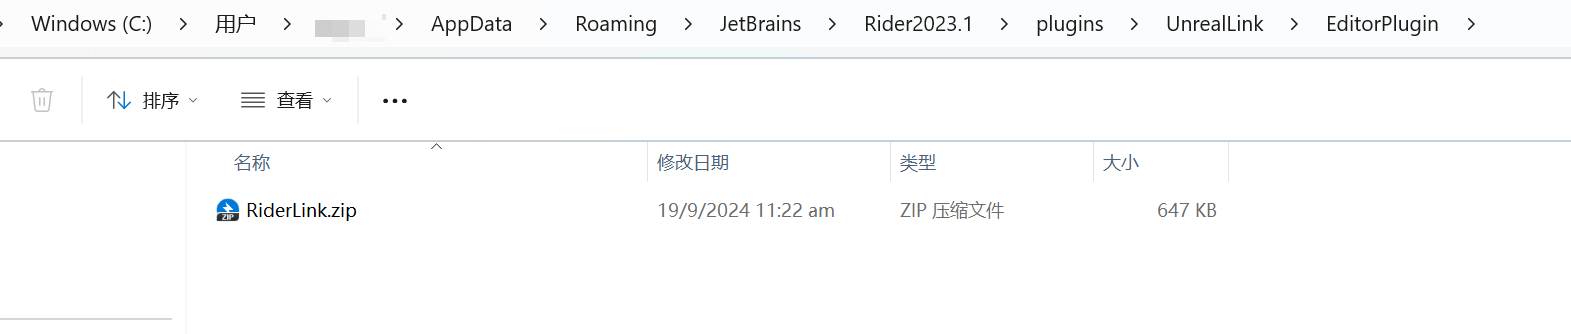 Windows (C:) > 用户 > > AppData > Roaming > JetBrains > Rider2023.1 > plugins > UnrealLink > EditorPlugin >
排序 查看 •••
名称 修改日期 类型 大小
RiderLink.zip 19/9/2024 11:22 am ZIP 压缩文件 647 KB